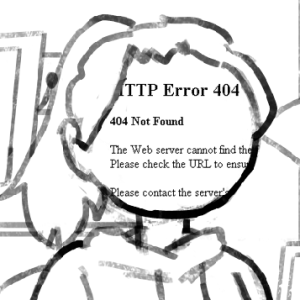 HTTP Error 404
404 Not Found
The Web server cannot find the
Please check the URL to ensu
Please contact the server's